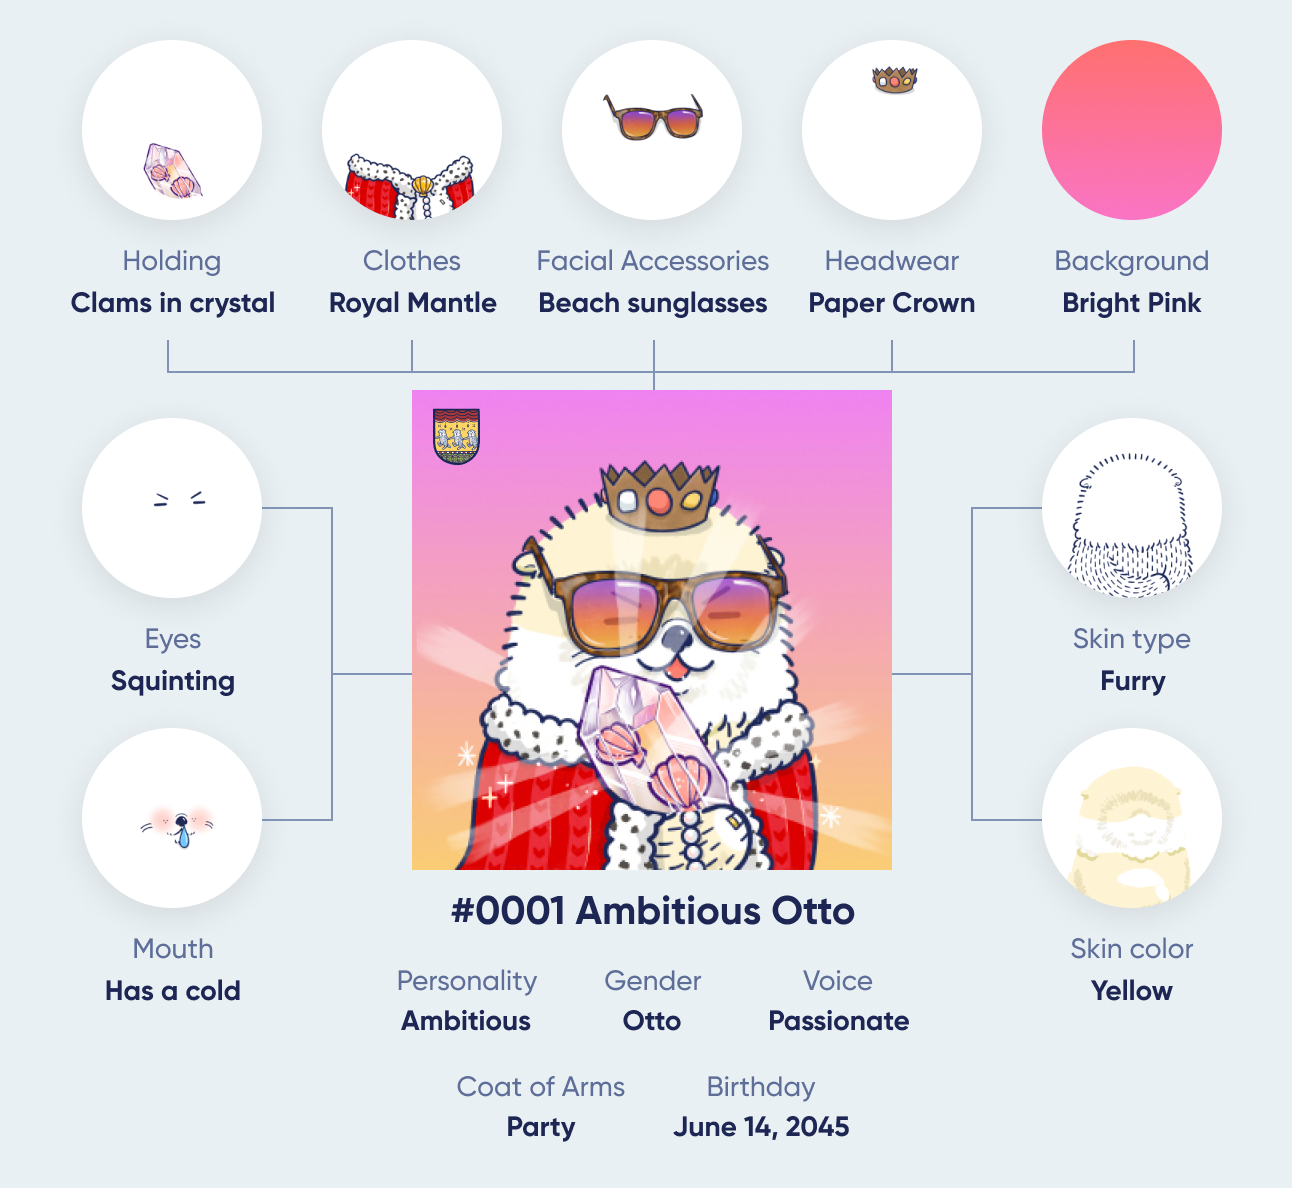 Holding
Clams in crystal
Clothes
Royal Mantle
Facial Accessories
Beach sunglasses
Headwear
Paper Crown
Background
Bright Pink
Eyes
Squinting
Skin type
Furry
Mouth
Has a cold
Skin color
Yellow
#0001 Ambitious Otto
Personality
Ambitious
Gender
Otto
Voice
Passionate
Coat of Arms
Party
Birthday
June 14, 2045